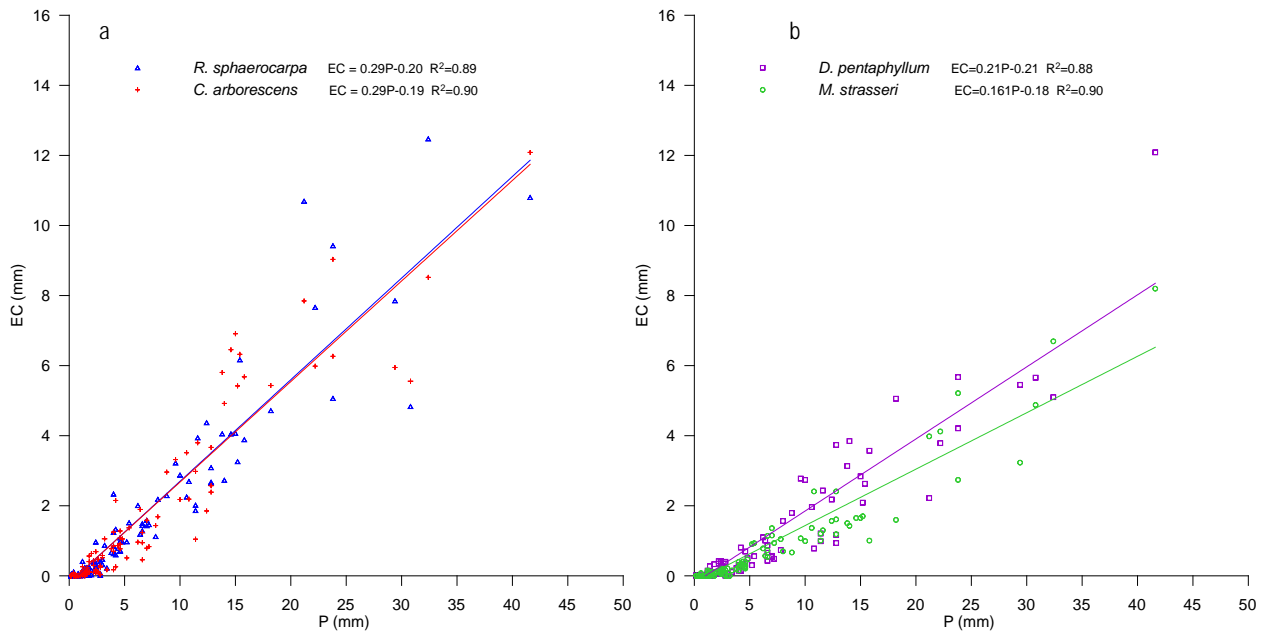 a
R. sphaerocarpa EC = 0.29P-0.20 R²=0.89
C. arborescens EC = 0.29P-0.19 R²=0.90
16
14
12
10
8
6
4
2
0
EC (mm)
0 5 10 15 20 25 30 35 40 45 50
P (mm)
b
D. pentaphyllum EC=0.21P-0.21 R²=0.88
M. strasseri EC=0.161P-0.18 R²=0.90
16
14
12
10
8
6
4
2
0
EC (mm)
0 5 10 15 20 25 30 35 40 45 50
P (mm)